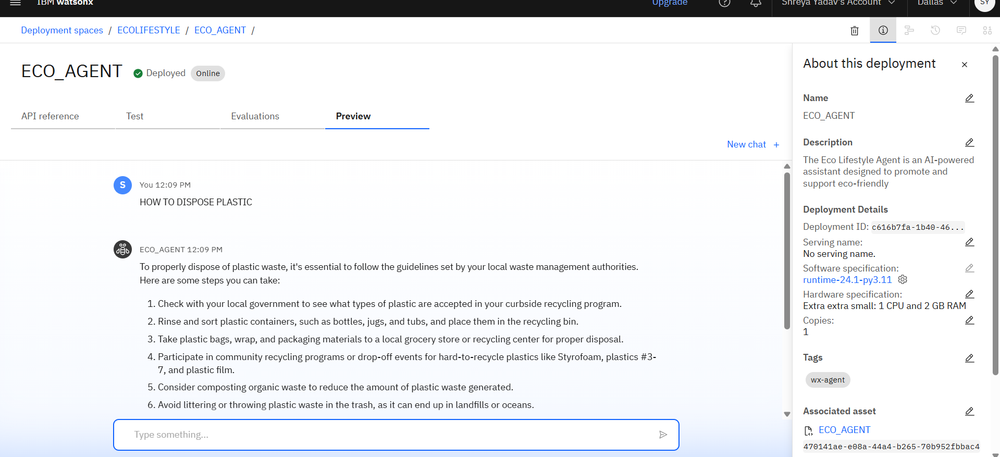 IBM watsonx
Upgrade
Shreya Yadav's Account
Dallas
SY
Deployment spaces / ECOLIFESTYLE / ECO_AGENT /
ECO_AGENT
Deployed
Online
API reference
Test
Evaluations
Preview
New chat +
S
You 12:09 PM
HOW TO DISPOSE PLASTIC
ECO_AGENT 12:09 PM
To properly dispose of plastic waste, it's essential to follow the guidelines set by your local waste management authorities.
Here are some steps you can take:
1. Check with your local government to see what types of plastic are accepted in your curbside recycling program.
2. Rinse and sort plastic containers, such as bottles, jugs, and tubs, and place them in the recycling bin.
3. Take plastic bags, wrap, and packaging materials to a local grocery store or recycling center for proper disposal.
4. Participate in community recycling programs or drop-off events for hard-to-recycle plastics like Styrofoam, plastics #3-
7, and plastic film.
5. Consider composting organic waste to reduce the amount of plastic waste generated.
6. Avoid littering or throwing plastic waste in the trash, as it can end up in landfills or oceans.
Type something...
About this deployment
Name
ECO_AGENT
Description
The Eco Lifestyle Agent is an AI-powered
assistant designed to promote and
support eco-friendly
Deployment Details
Deployment ID: c616b7fa-1b40-46...
Serving name:
No serving name.
Software specification:
runtime-24.1-py3.11
Hardware specification:
Extra extra small: 1 CPU and 2 GB RAM
Copies:
1
Tags
wx-agent
Associated asset
ECO_AGENT
470141ae-e08a-44a4-b265-70b952fbbac4